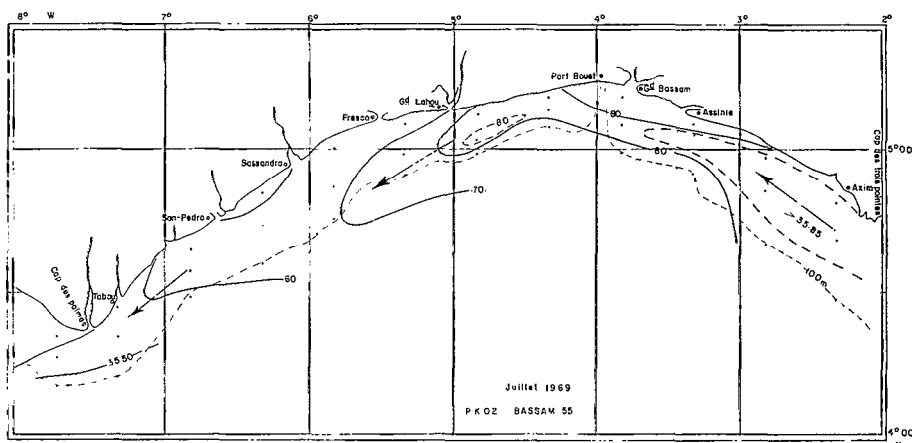 8° W 7° 6° 5° 4° 3° 2°
Port Bouet
Gd Bassam
Gd Lahou
Fresco
Assinie
80
80
80
5°00
Sassandra
Cap des trois pointes
Axim
70
> 35.85
San-Pedro
100m
60
Cap des palmes
Tabou
35.50
Juillet 1969
PKOZ BASSAM 55
4°00